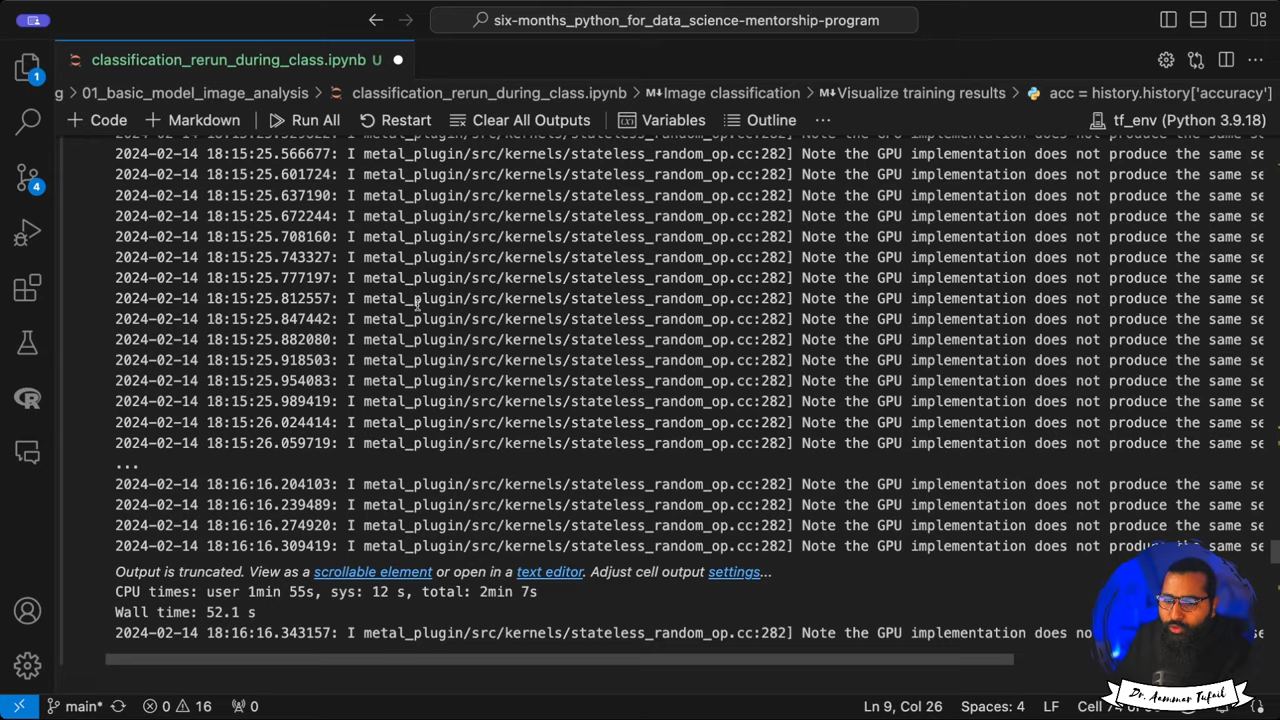 six-months_python_for_data_science-mentorship-program
classification_rerun_during_class.ipynb U
g > 01_basic_model_image_analysis > classification_rerun_during_class.ipynb > Image classification > Visualize training results > acc = history.history['accuracy']
+ Code + Markdown Run All Restart Clear All Outputs Variables Outline ... tf_env (Python 3.9.18)
2024-02-14 18:15:25.566677: I metal_plugin/src/kernels/stateless_random_op.cc:282] Note the GPU implementation does not produce the same se
2024-02-14 18:15:25.601724: I metal_plugin/src/kernels/stateless_random_op.cc:282] Note the GPU implementation does not produce the same se
2024-02-14 18:15:25.637190: I metal_plugin/src/kernels/stateless_random_op.cc:282] Note the GPU implementation does not produce the same se
2024-02-14 18:15:25.672244: I metal_plugin/src/kernels/stateless_random_op.cc:282] Note the GPU implementation does not produce the same se
2024-02-14 18:15:25.708160: I metal_plugin/src/kernels/stateless_random_op.cc:282] Note the GPU implementation does not produce the same se
2024-02-14 18:15:25.743327: I metal_plugin/src/kernels/stateless_random_op.cc:282] Note the GPU implementation does not produce the same se
2024-02-14 18:15:25.777197: I metal_plugin/src/kernels/stateless_random_op.cc:282] Note the GPU implementation does not produce the same se
2024-02-14 18:15:25.812557: I metal_plugin/src/kernels/stateless_random_op.cc:282] Note the GPU implementation does not produce the same se
2024-02-14 18:15:25.847442: I metal_plugin/src/kernels/stateless_random_op.cc:282] Note the GPU implementation does not produce the same se
2024-02-14 18:15:25.882080: I metal_plugin/src/kernels/stateless_random_op.cc:282] Note the GPU implementation does not produce the same se
2024-02-14 18:15:25.918503: I metal_plugin/src/kernels/stateless_random_op.cc:282] Note the GPU implementation does not produce the same se
2024-02-14 18:15:25.954083: I metal_plugin/src/kernels/stateless_random_op.cc:282] Note the GPU implementation does not produce the same se
2024-02-14 18:15:25.989419: I metal_plugin/src/kernels/stateless_random_op.cc:282] Note the GPU implementation does not produce the same se
2024-02-14 18:15:26.024414: I metal_plugin/src/kernels/stateless_random_op.cc:282] Note the GPU implementation does not produce the same se
2024-02-14 18:15:26.059719: I metal_plugin/src/kernels/stateless_random_op.cc:282] Note the GPU implementation does not produce the same se
...
2024-02-14 18:16:16.204103: I metal_plugin/src/kernels/stateless_random_op.cc:282] Note the GPU implementation does not produce the same se
2024-02-14 18:16:16.239489: I metal_plugin/src/kernels/stateless_random_op.cc:282] Note the GPU implementation does not produce the same se
2024-02-14 18:16:16.274920: I metal_plugin/src/kernels/stateless_random_op.cc:282] Note the GPU implementation does not produce the same se
2024-02-14 18:16:16.309419: I metal_plugin/src/kernels/stateless_random_op.cc:282] Note the GPU implementation does not produce the same se
Output is truncated. View as a scrollable element or open in a text editor. Adjust cell output settings...
CPU times: user 1min 55s, sys: 12 s, total: 2min 7s
Wall time: 52.1 s
2024-02-14 18:16:16.343157: I metal_plugin/src/kernels/stateless_random_op.cc:282] Note the GPU implementation does
1
4
Dr. Aammar Tufail
main* 0 16 0 Ln 9, Col 26 Spaces: 4 LF Cell